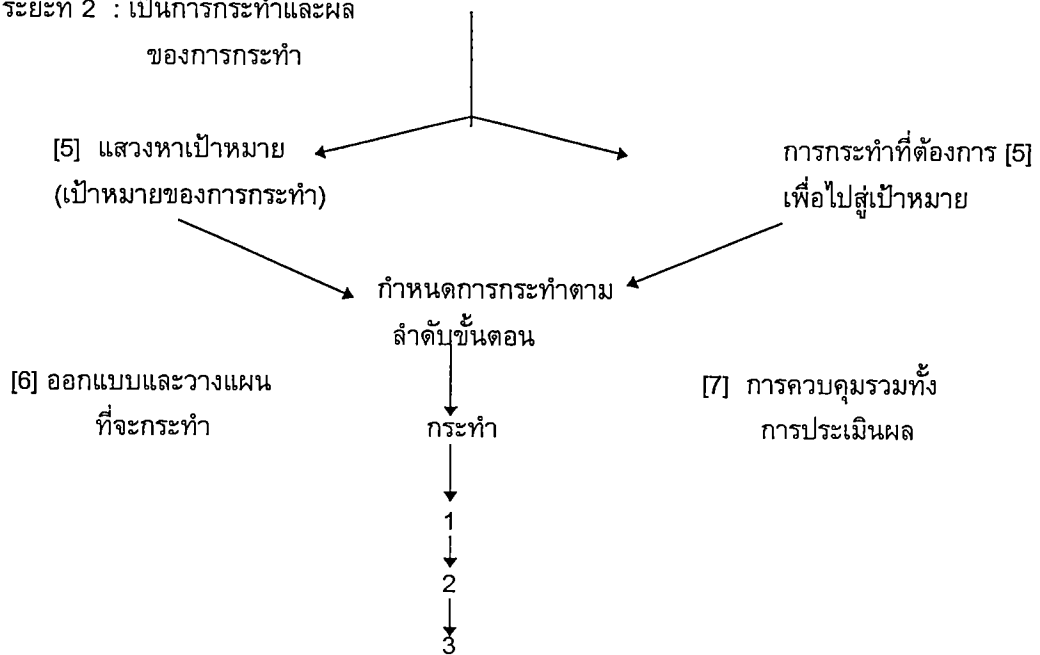 ระยะที่ 2 : เป็นการกระทำและผล
ของการกระทำ
[5] แสวงหาเป้าหมาย
(เป้าหมายของการกระทำ)
การกระทำที่ต้องการ [5]
เพื่อไปสู่เป้าหมาย
กำหนดการกระทำตาม
ลำดับขั้นตอน
[6] ออกแบบและวางแผน
ที่จะกระทำ
[7] การควบคุมรวมทั้ง
การประเมินผล
กระทำ
1
2
3